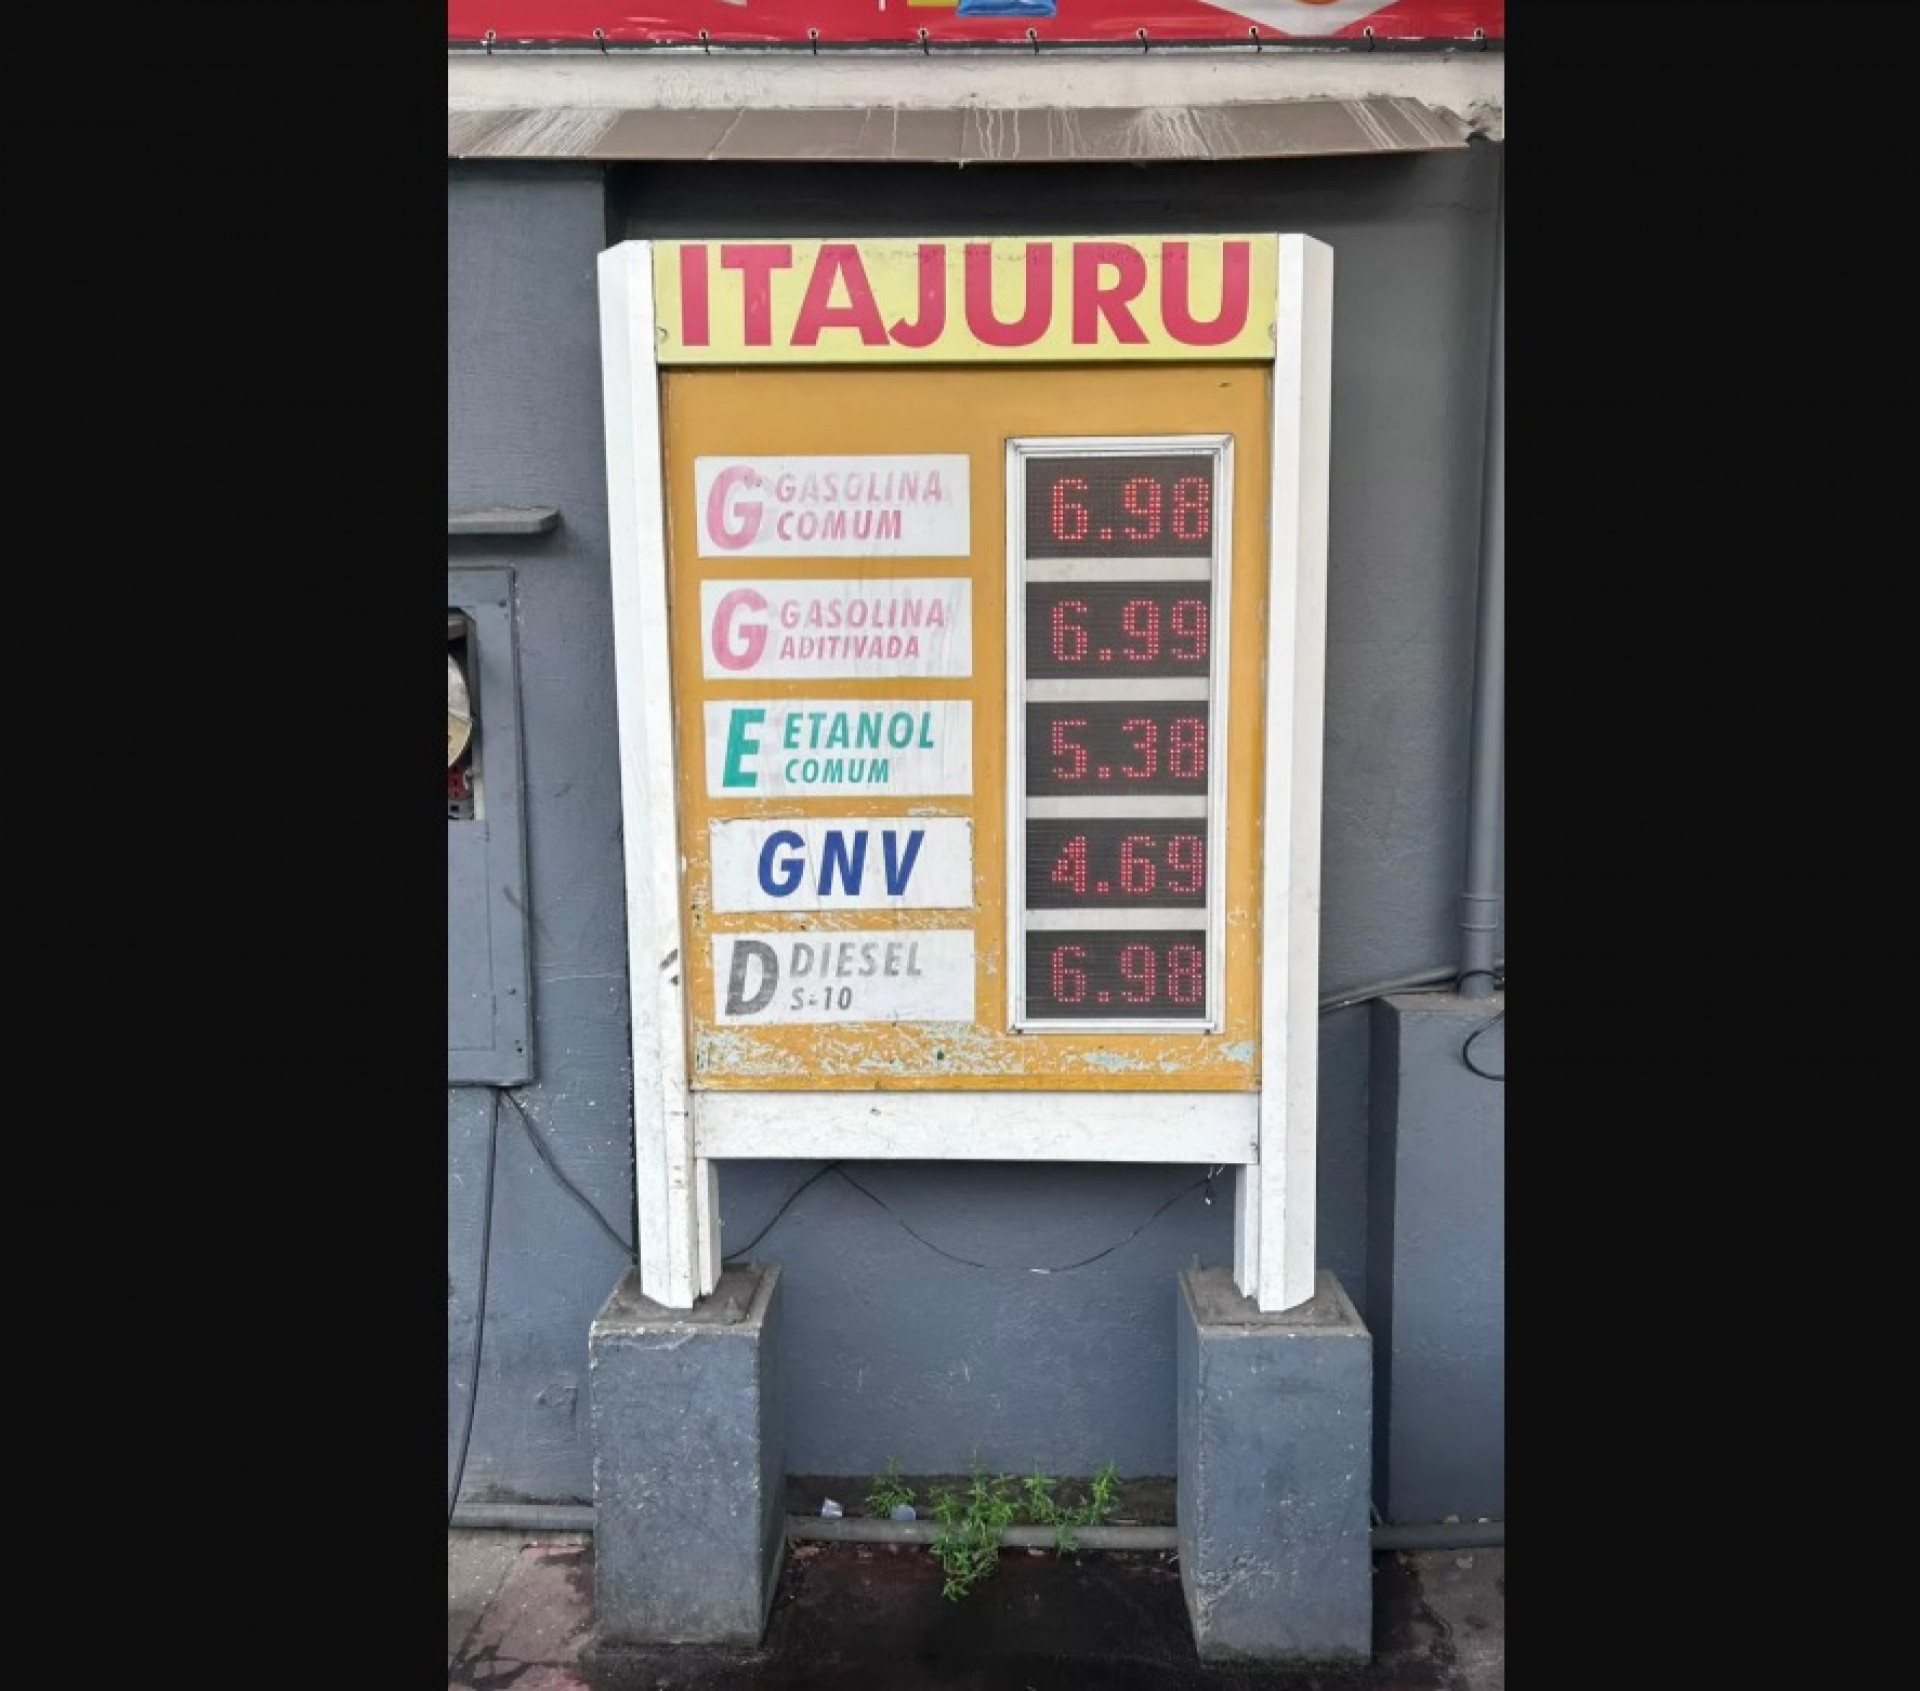 ITAJURU
G GASOLINA COMUM 6.98
G GASOLINA ADITIVADA 6.99
E ETANOL COMUM 5.38
GNV 4.69
D DIESEL S-10 6.98